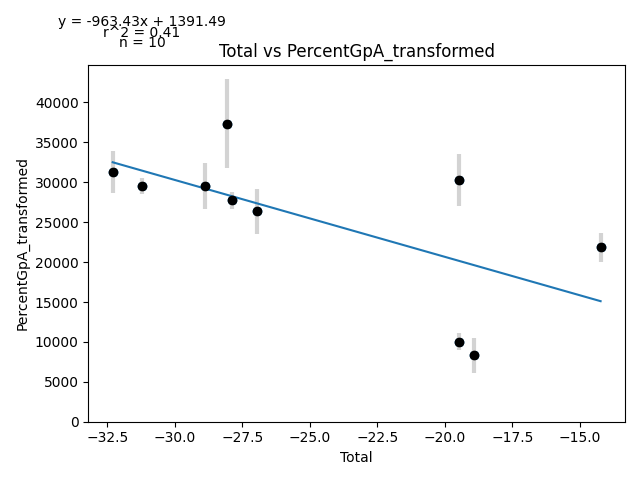 y = -963.43x + 1391.49
r^2 = 0.41
n = 10
Total vs PercentGpA_transformed
PercentGpA_transformed
40000
35000
30000
25000
20000
15000
10000
5000
0
−32.5 −30.0 −27.5 −25.0 −22.5 −20.0 −17.5 −15.0
Total